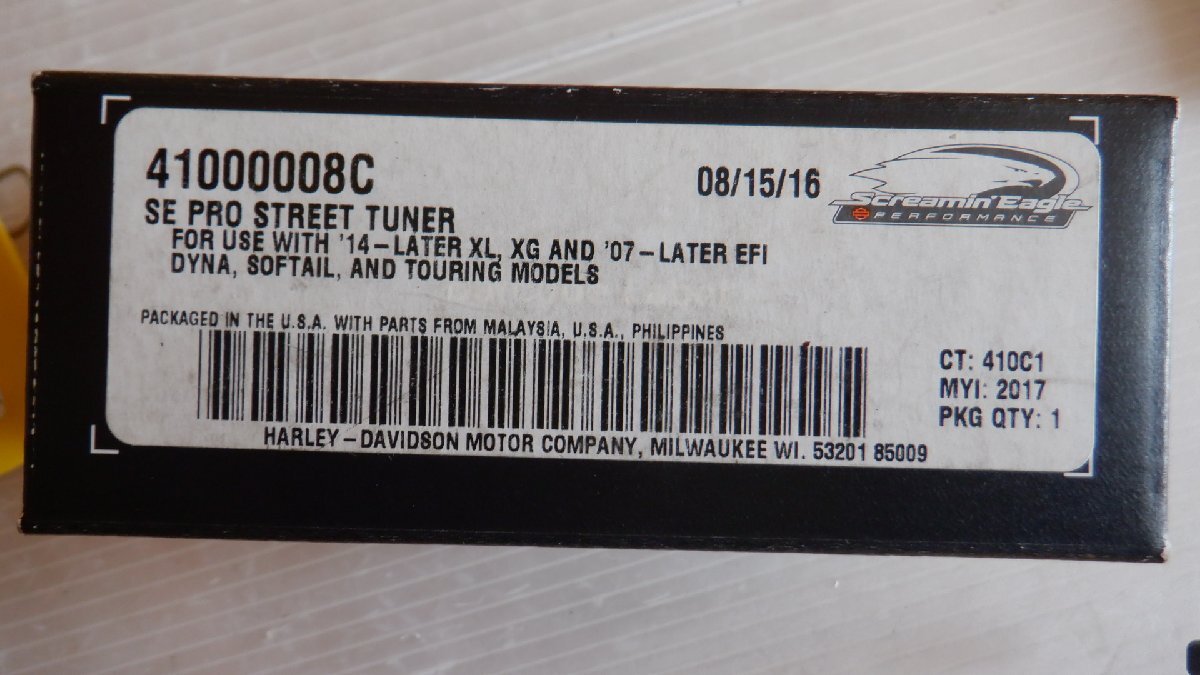 41000008C
08/15/16
Screamin' Eagle
PERFORMANCE
SE PRO STREET TUNER
FOR USE WITH '14-LATER XL, XG AND '07-LATER EFI
DYNA, SOFTAIL, AND TOURING MODELS
PACKAGED IN THE U.S.A. WITH PARTS FROM MALAYSIA, U.S.A., PHILIPPINES
CT: 410C1
MYI: 2017
PKG QTY: 1
HARLEY-DAVIDSON MOTOR COMPANY, MILWAUKEE WI. 53201 85009